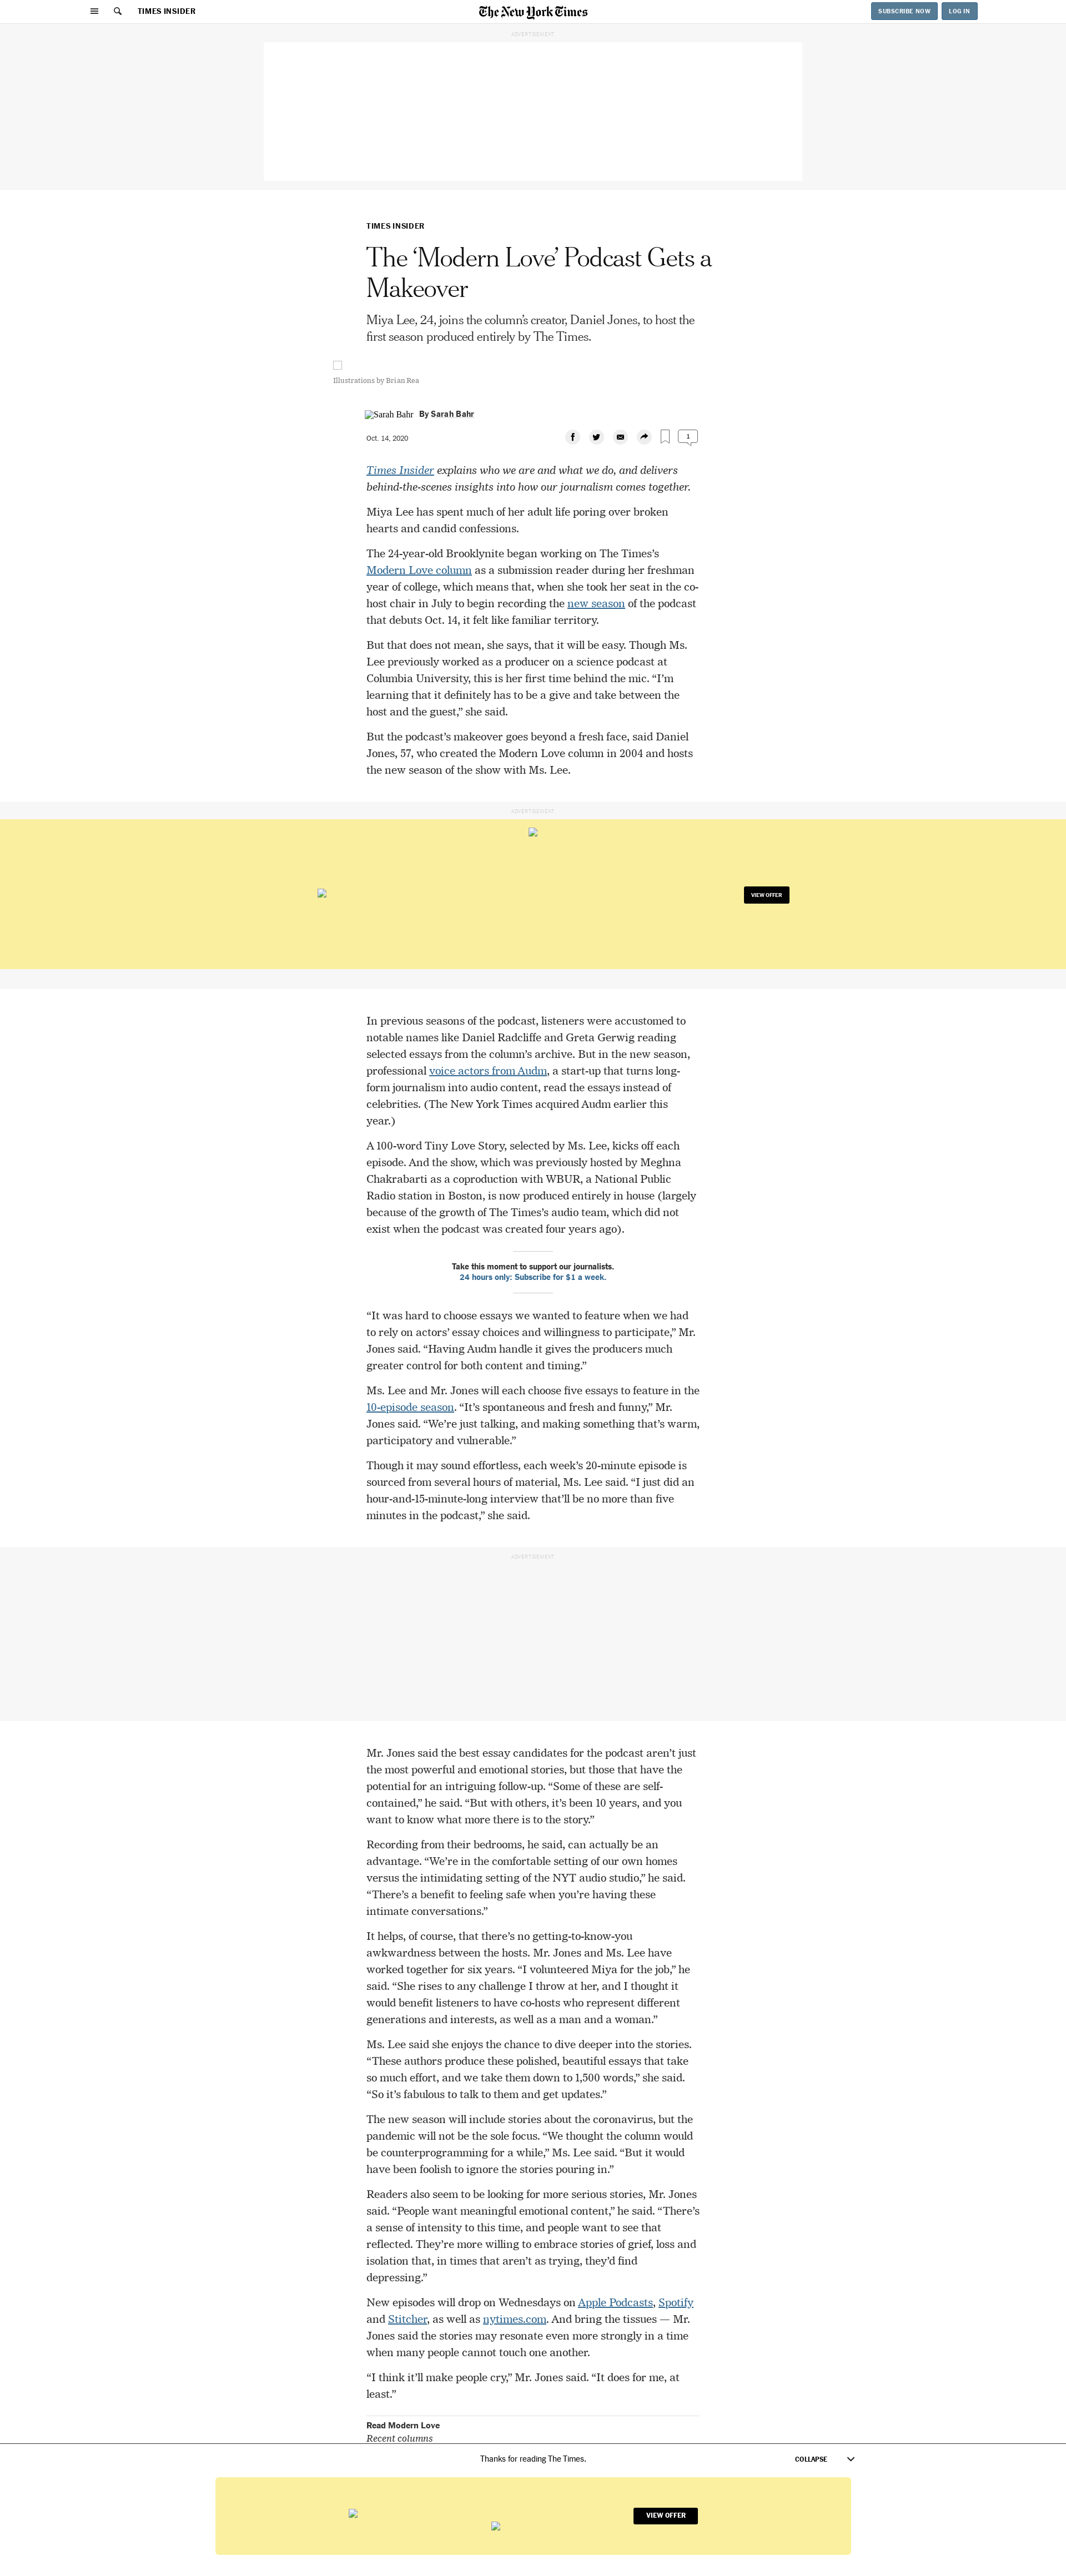 TIMES INSIDER
The New York Times
SUBSCRIBE NOW
LOG IN
ADVERTISEMENT
TIMES INSIDER
The ‘Modern Love’ Podcast Gets a
Makeover
Miya Lee, 24, joins the column’s creator, Daniel Jones, to host the
first season produced entirely by The Times.
Illustrations by Brian Rea
Sarah Bahr
By Sarah Bahr
Oct. 14, 2020
1
Times Insider explains who we are and what we do, and delivers
behind-the-scenes insights into how our journalism comes together.
Miya Lee has spent much of her adult life poring over broken
hearts and candid confessions.
The 24-year-old Brooklynite began working on The Times’s
Modern Love column as a submission reader during her freshman
year of college, which means that, when she took her seat in the co-
host chair in July to begin recording the new season of the podcast
that debuts Oct. 14, it felt like familiar territory.
But that does not mean, she says, that it will be easy. Though Ms.
Lee previously worked as a producer on a science podcast at
Columbia University, this is her first time behind the mic. “I’m
learning that it definitely has to be a give and take between the
host and the guest,” she said.
But the podcast’s makeover goes beyond a fresh face, said Daniel
Jones, 57, who created the Modern Love column in 2004 and hosts
the new season of the show with Ms. Lee.
ADVERTISEMENT
VIEW OFFER
In previous seasons of the podcast, listeners were accustomed to
notable names like Daniel Radcliffe and Greta Gerwig reading
selected essays from the column’s archive. But in the new season,
professional voice actors from Audm, a start-up that turns long-
form journalism into audio content, read the essays instead of
celebrities. (The New York Times acquired Audm earlier this
year.)
A 100-word Tiny Love Story, selected by Ms. Lee, kicks off each
episode. And the show, which was previously hosted by Meghna
Chakrabarti as a coproduction with WBUR, a National Public
Radio station in Boston, is now produced entirely in house (largely
because of the growth of The Times’s audio team, which did not
exist when the podcast was created four years ago).
Take this moment to support our journalists.
24 hours only: Subscribe for $1 a week.
“It was hard to choose essays we wanted to feature when we had
to rely on actors’ essay choices and willingness to participate,” Mr.
Jones said. “Having Audm handle it gives the producers much
greater control for both content and timing.”
Ms. Lee and Mr. Jones will each choose five essays to feature in the
10-episode season. “It’s spontaneous and fresh and funny,” Mr.
Jones said. “We’re just talking, and making something that’s warm,
participatory and vulnerable.”
Though it may sound effortless, each week’s 20-minute episode is
sourced from several hours of material, Ms. Lee said. “I just did an
hour-and-15-minute-long interview that’ll be no more than five
minutes in the podcast,” she said.
ADVERTISEMENT
Mr. Jones said the best essay candidates for the podcast aren’t just
the most powerful and emotional stories, but those that have the
potential for an intriguing follow-up. “Some of these are self-
contained,” he said. “But with others, it’s been 10 years, and you
want to know what more there is to the story.”
Recording from their bedrooms, he said, can actually be an
advantage. “We’re in the comfortable setting of our own homes
versus the intimidating setting of the NYT audio studio,” he said.
“There’s a benefit to feeling safe when you’re having these
intimate conversations.”
It helps, of course, that there’s no getting-to-know-you
awkwardness between the hosts. Mr. Jones and Ms. Lee have
worked together for six years. “I volunteered Miya for the job,” he
said. “She rises to any challenge I throw at her, and I thought it
would benefit listeners to have co-hosts who represent different
generations and interests, as well as a man and a woman.”
Ms. Lee said she enjoys the chance to dive deeper into the stories.
“These authors produce these polished, beautiful essays that take
so much effort, and we take them down to 1,500 words,” she said.
“So it’s fabulous to talk to them and get updates.”
The new season will include stories about the coronavirus, but the
pandemic will not be the sole focus. “We thought the column would
be counterprogramming for a while,” Ms. Lee said. “But it would
have been foolish to ignore the stories pouring in.”
Readers also seem to be looking for more serious stories, Mr. Jones
said. “People want meaningful emotional content,” he said. “There’s
a sense of intensity to this time, and people want to see that
reflected. They’re more willing to embrace stories of grief, loss and
isolation that, in times that aren’t as trying, they’d find
depressing.”
New episodes will drop on Wednesdays on Apple Podcasts, Spotify
and Stitcher, as well as nytimes.com. And bring the tissues — Mr.
Jones said the stories may resonate even more strongly in a time
when many people cannot touch one another.
“I think it’ll make people cry,” Mr. Jones said. “It does for me, at
least.”
Read Modern Love
Recent columns
Thanks for reading The Times.
COLLAPSE
VIEW OFFER